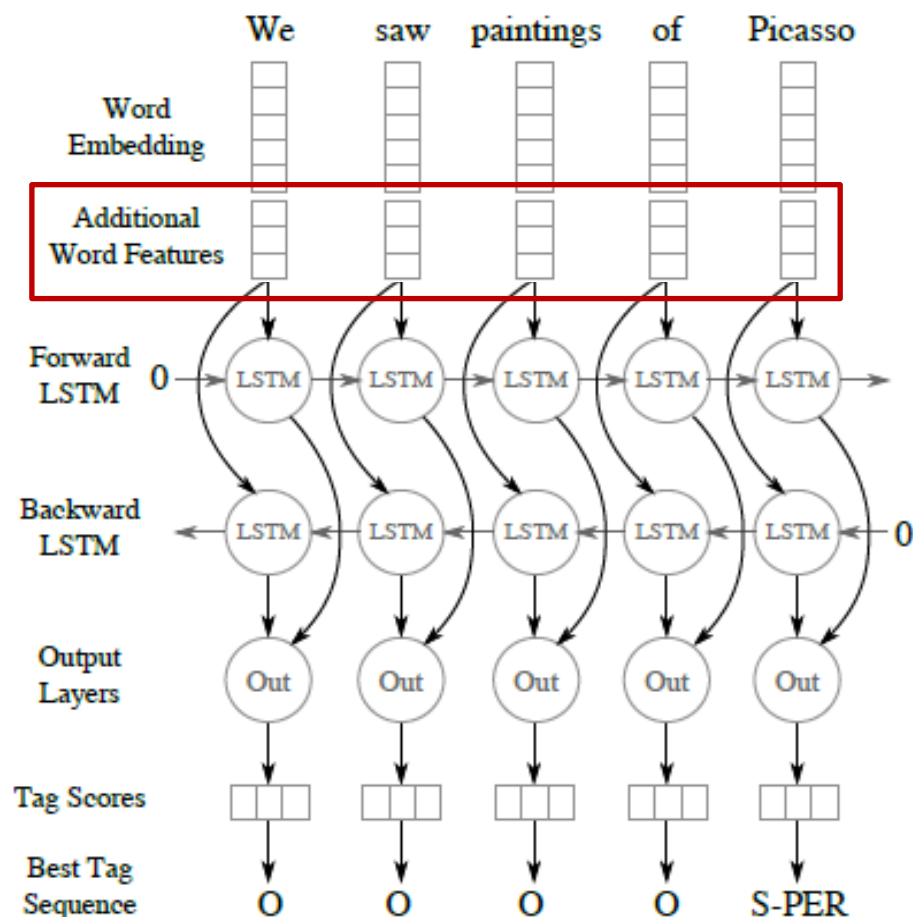 We saw paintings of Picasso
Word
Embedding
Additional
Word Features
Forward
LSTM
0 LSTM LSTM LSTM LSTM LSTM
Backward
LSTM
LSTM LSTM LSTM LSTM LSTM 0
Output
Layers
Out Out Out Out Out
Tag Scores
Best Tag
Sequence
O O O O S-PER